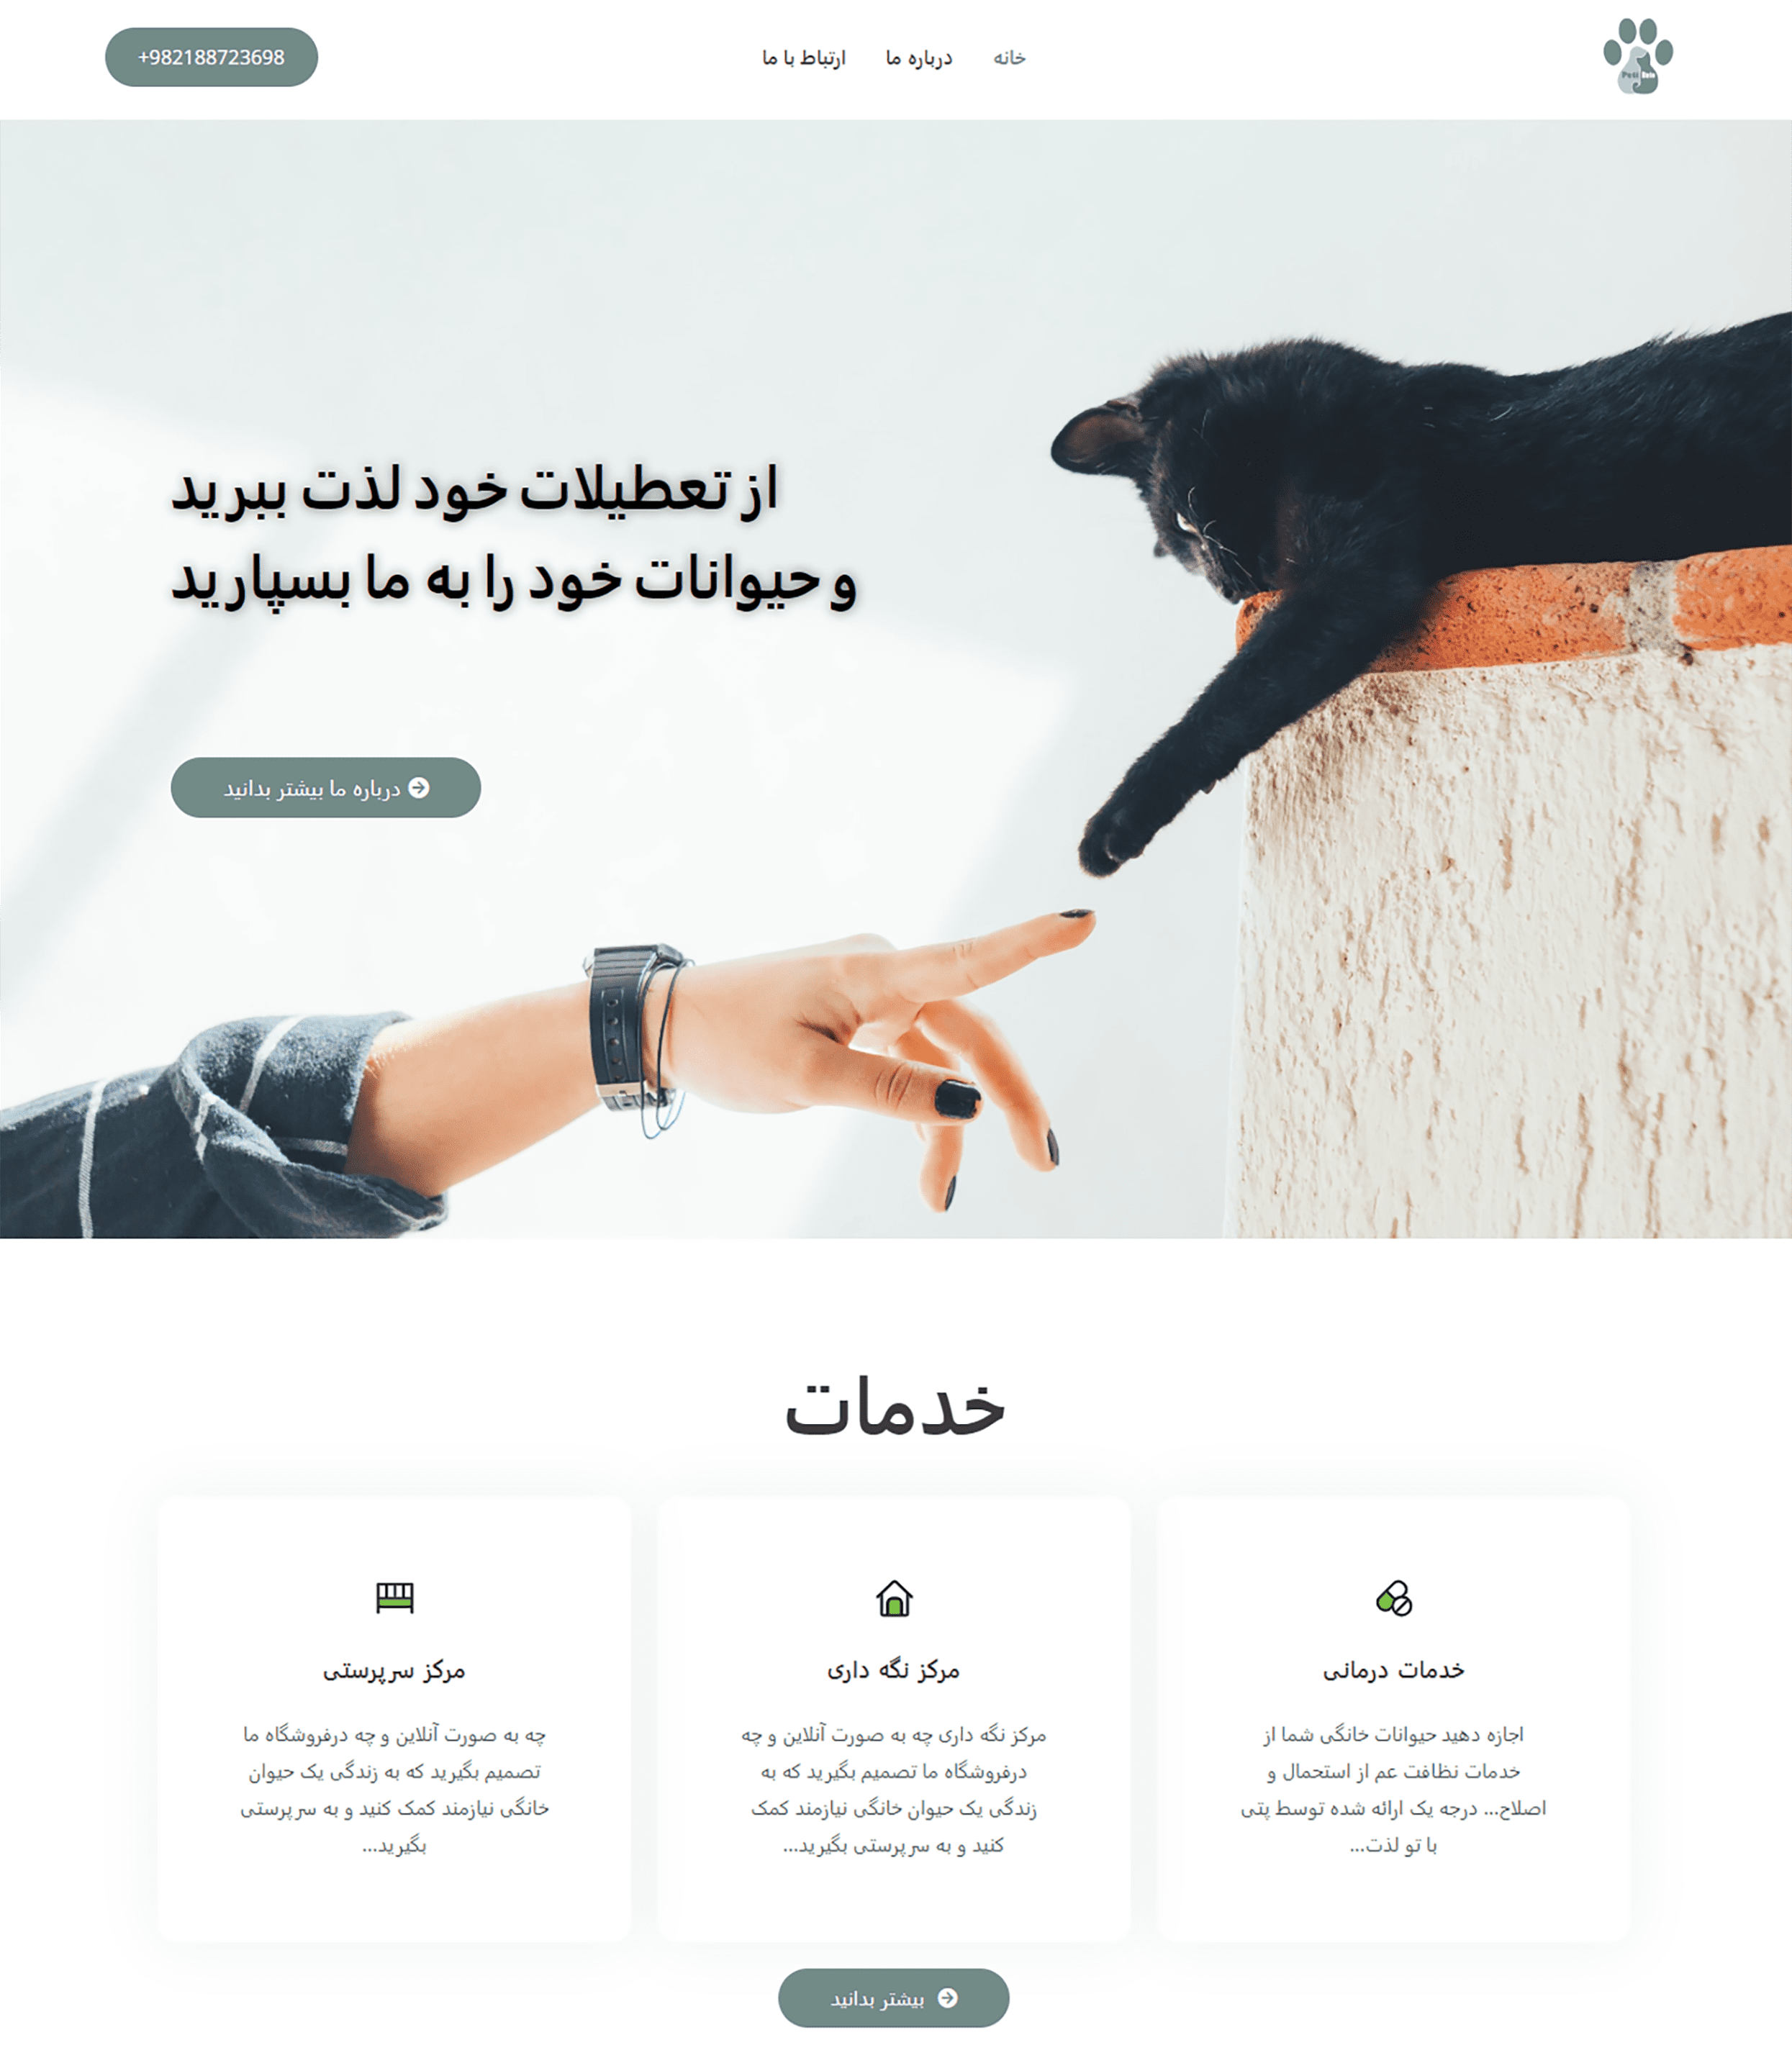 خانه
درباره ما
ارتباط با ما
+982188723698
از تعطیلات خود لذت ببرید
و حیوانات خود را به ما بسپارید
درباره ما بیشتر بدانید
خدمات
خدمات درمانی
اجازه دهید حیوانات خانگی شما از
خدمات نظافت عم از استحمال و
اصلاح... درجه یک ارائه شده توسط پتی
با تو لذت...
مرکز نگه داری
مرکز نگه داری چه به صورت آنلاین و چه
درفروشگاه ما تصمیم بگیرید که به
زندگی یک حیوان خانگی نیازمند کمک
کنید و به سرپرستی بگیرید...
مرکز سرپرستی
چه به صورت آنلاین و چه درفروشگاه ما
تصمیم بگیرید که به زندگی یک حیوان
خانگی نیازمند کمک کنید و به سرپرستی
بگیرید...
بیشتر بدانید